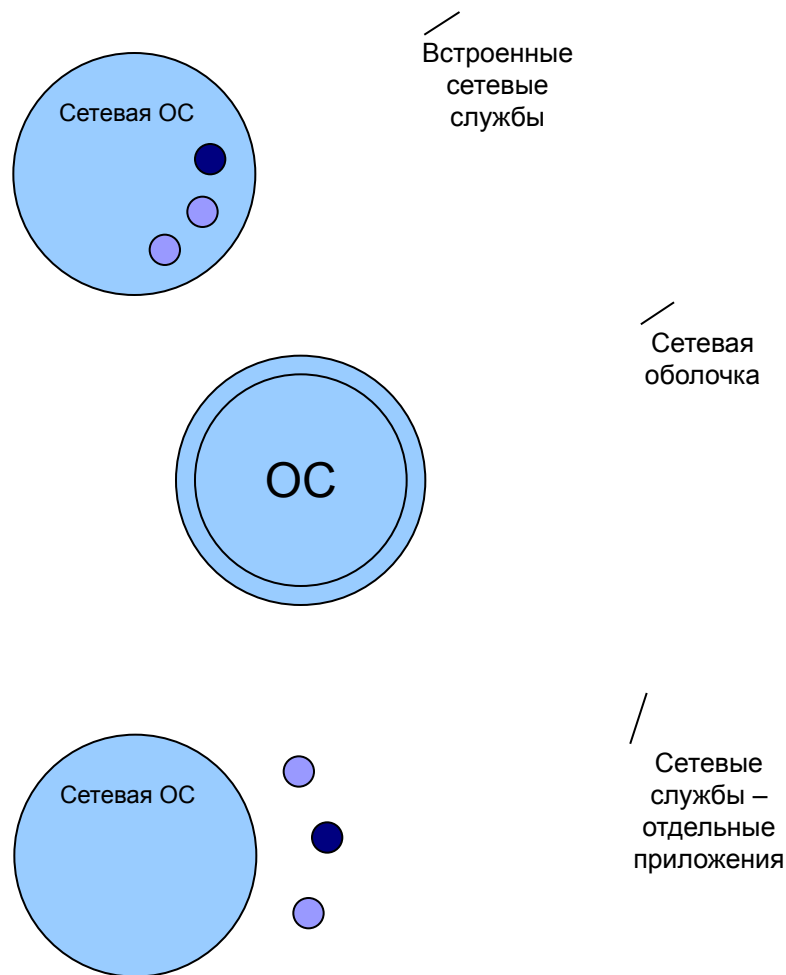 Встроенные
сетевые
службы
Сетевая ОС
Сетевая
оболочка
ОС
Сетевая ОС
Сетевые
службы –
отдельные
приложения